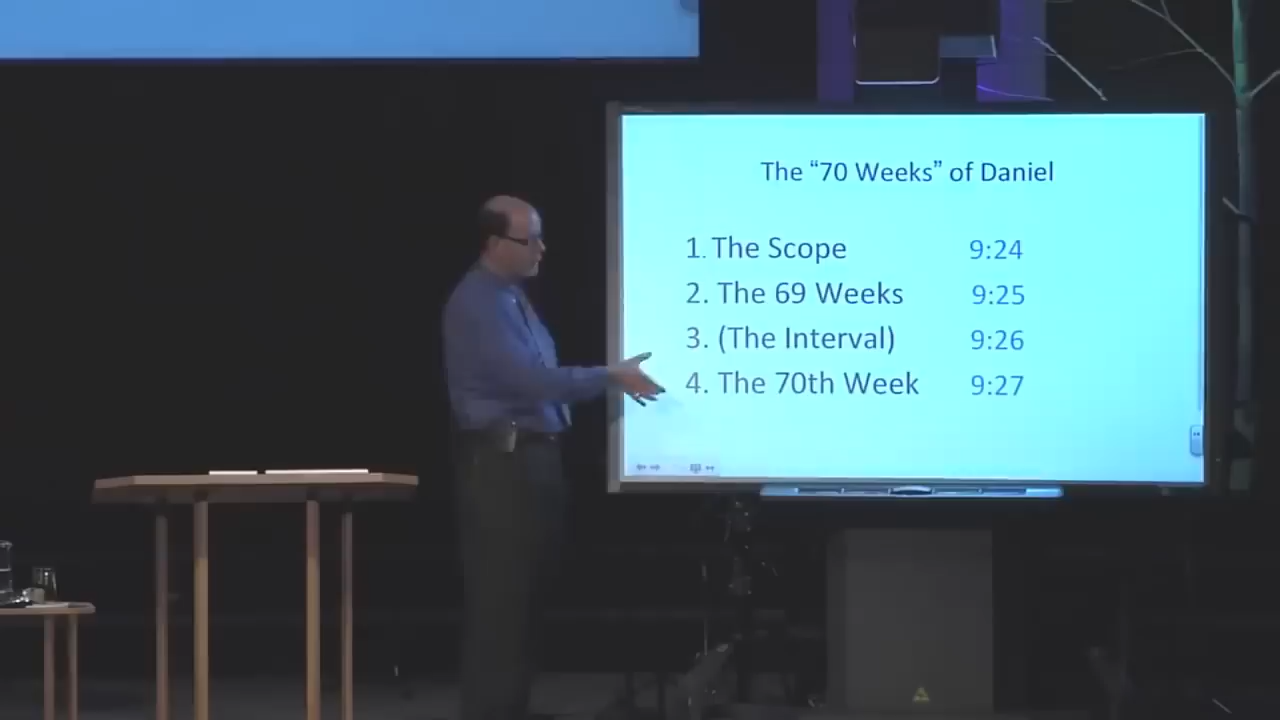 The “70 Weeks” of Daniel
1. The Scope 9:24
2. The 69 Weeks 9:25
3. (The Interval) 9:26
4. The 70th Week 9:27